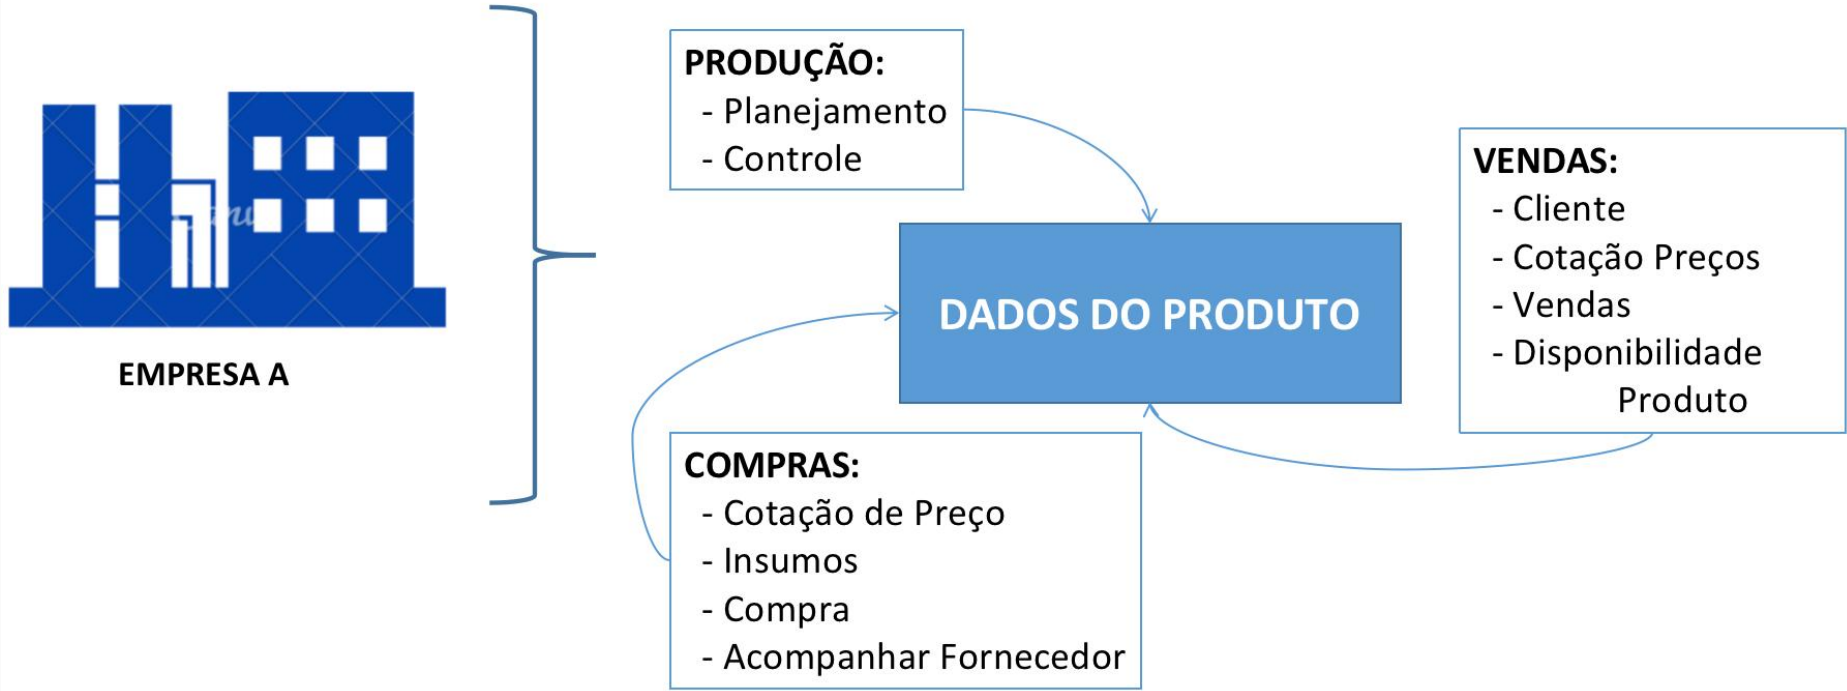 EMPRESA A
PRODUÇÃO:
- Planejamento
- Controle
DADOS DO PRODUTO
COMPRAS:
- Cotação de Preço
- Insumos
- Compra
- Acompanhar Fornecedor
VENDAS:
- Cliente
- Cotação Preços
- Vendas
- Disponibilidade
Produto